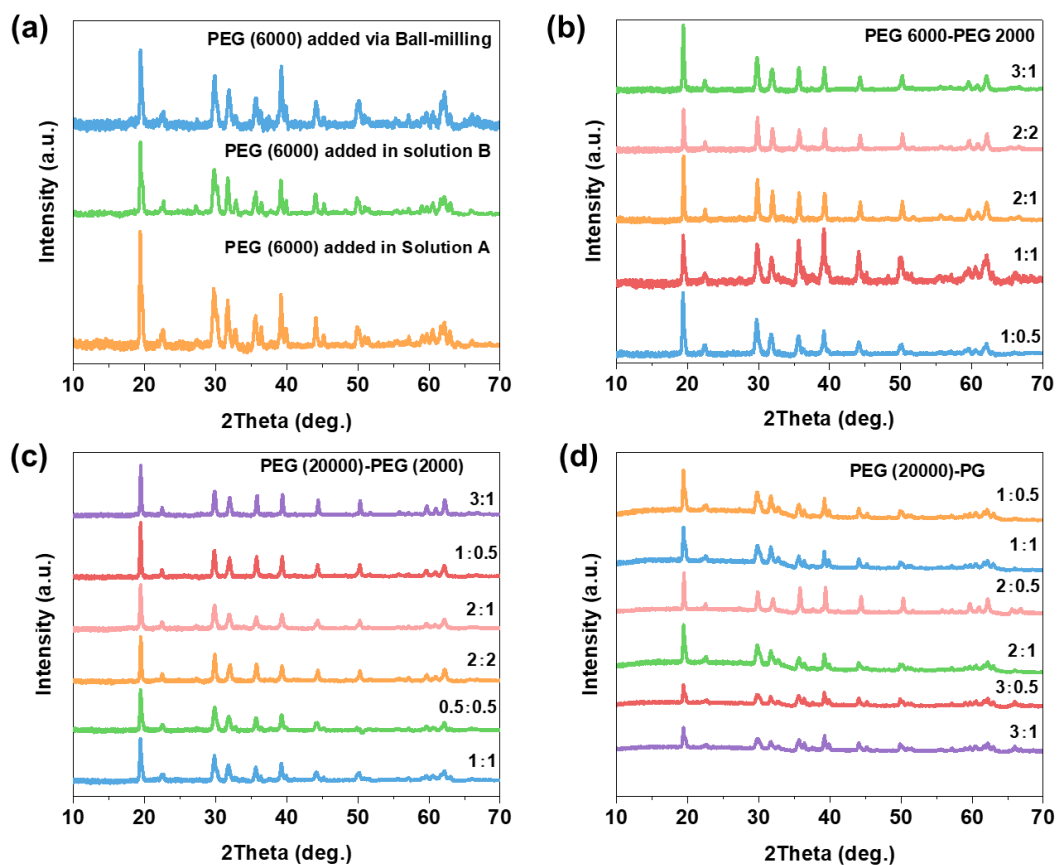 (a)
PEG (6000) added via Ball-milling
PEG (6000) added in solution B
PEG (6000) added in Solution A
Intensity (a.u.)
10 20 30 40 50 60 70
2Theta (deg.)
(b)
PEG 6000-PEG 2000
3:1
2:2
2:1
1:1
1:0.5
Intensity (a.u.)
10 20 30 40 50 60 70
2Theta (deg.)
(c)
PEG (20000)-PEG (2000)
3:1
1:0.5
2:1
2:2
0.5:0.5
1:1
Intensity (a.u.)
10 20 30 40 50 60 70
2Theta (deg.)
(d)
PEG (20000)-PG
1:0.5
1:1
2:0.5
2:1
3:0.5
3:1
Intensity (a.u.)
10 20 30 40 50 60 70
2Theta (deg.)